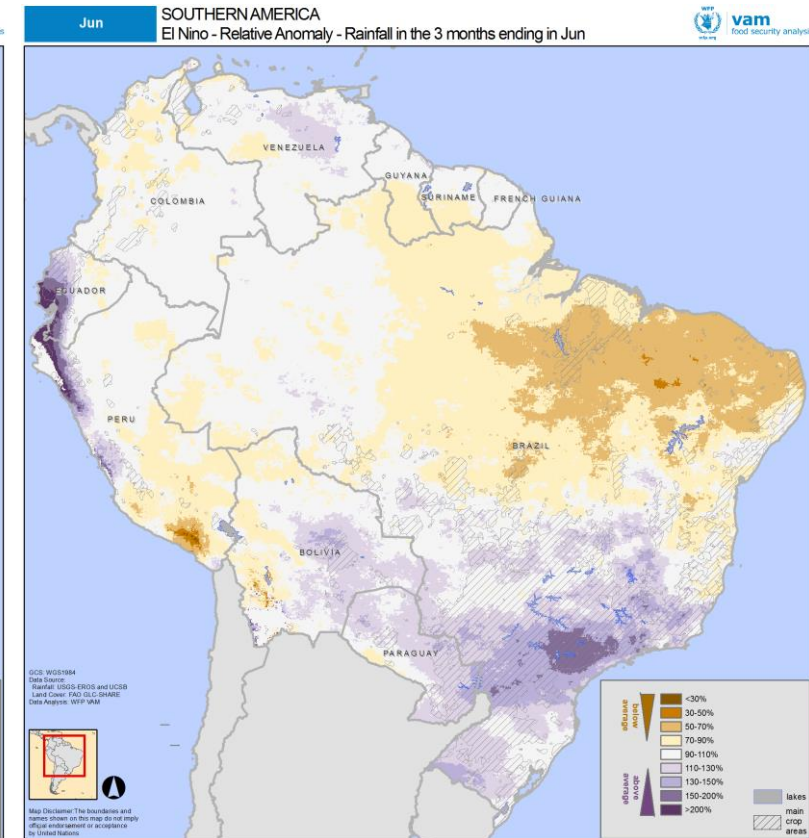 s
Jun
SOUTHERN AMERICA
El Nino - Relative Anomaly - Rainfall in the 3 months ending in Jun
WFP
wfp.org
vam
food security analysi
VENEZUELA
GUYANA
SURINAME
FRENCH GUIANA
COLOMBIA
ECUADOR
PERU
BRAZIL
BOLIVIA
PARAGUAY
GCS: WGS1984
Data Source:
Rainfall: USGS-EROS and UCSB
Land Cover: FAO GLC-SHARE
Data Analysis: WFP VAM
Map Disclaimer:The boundaries and
names shown on this map do not imply
official endorsement or acceptance
by United Nations
below
average
above
average
<30%
30-50%
50-70%
70-90%
90-110%
110-130%
130-150%
150-200%
>200%
lakes
main
crop
areas